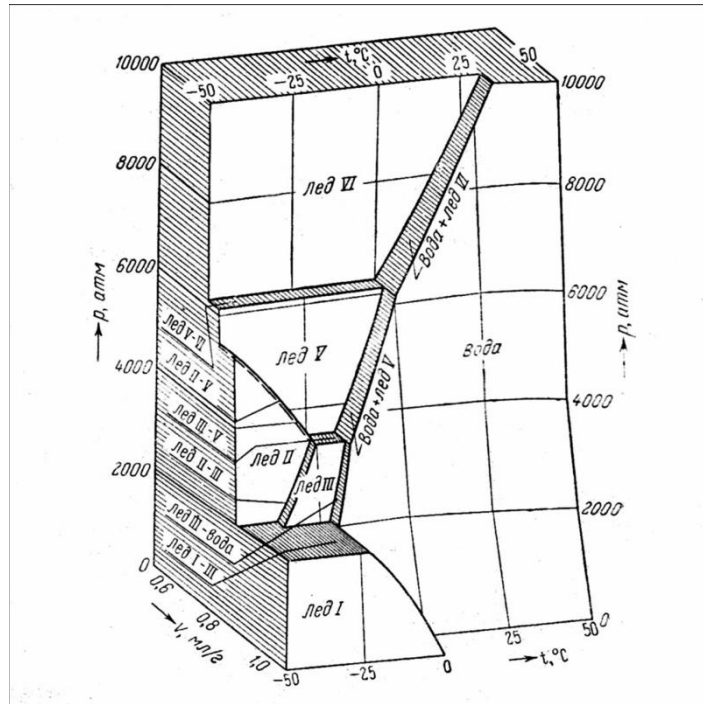 t,°C
-50
-25
0
25
50
10000
8000
6000
4000
2000
0
p, атм
лед V-VI
лед II-V
лед III-V
лед II-III
лед III-вода
лед I-III
0,6
0,8
1,0
v, мл/г
лед VI
лед V
лед II
лед III
лед I
вода+лед VI
вода+лед V
вода
10000
8000
6000
4000
2000
0
p, атм
-50
-25
0
25
50
t,°C